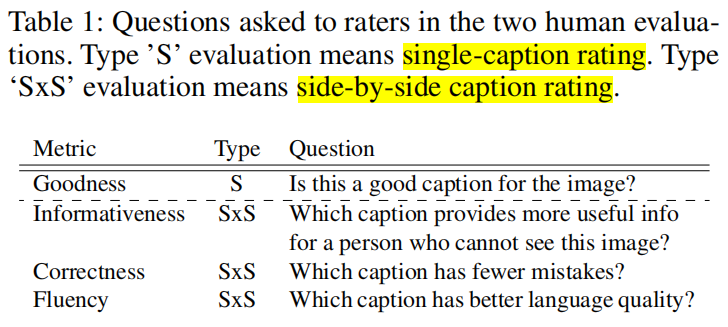 Table 1: Questions asked to raters in the two human evalua-
tions. Type ’S’ evaluation means single-caption rating. Type
‘SxS’ evaluation means side-by-side caption rating.
Metric Type Question
Goodness S Is this a good caption for the image?
Informativeness SxS Which caption provides more useful info
for a person who cannot see this image?
Correctness SxS Which caption has fewer mistakes?
Fluency SxS Which caption has better language quality?